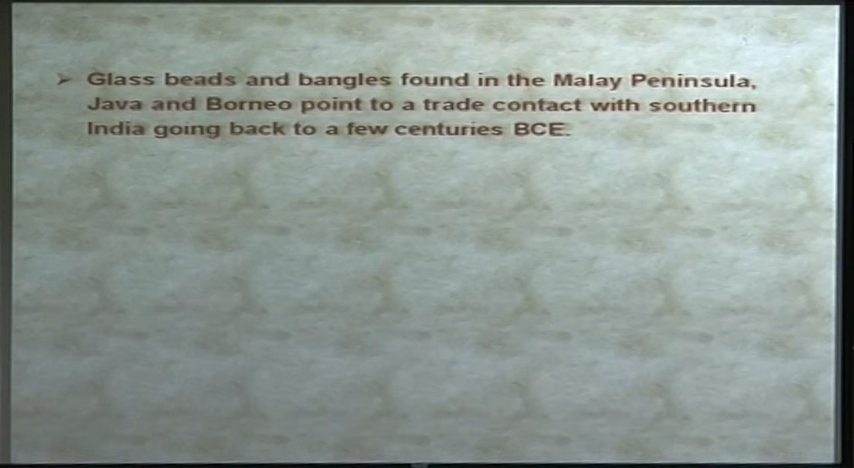 ➢ Glass beads and bangles found in the Malay Peninsula,
Java and Borneo point to a trade contact with southern
India going back to a few centuries BCE.